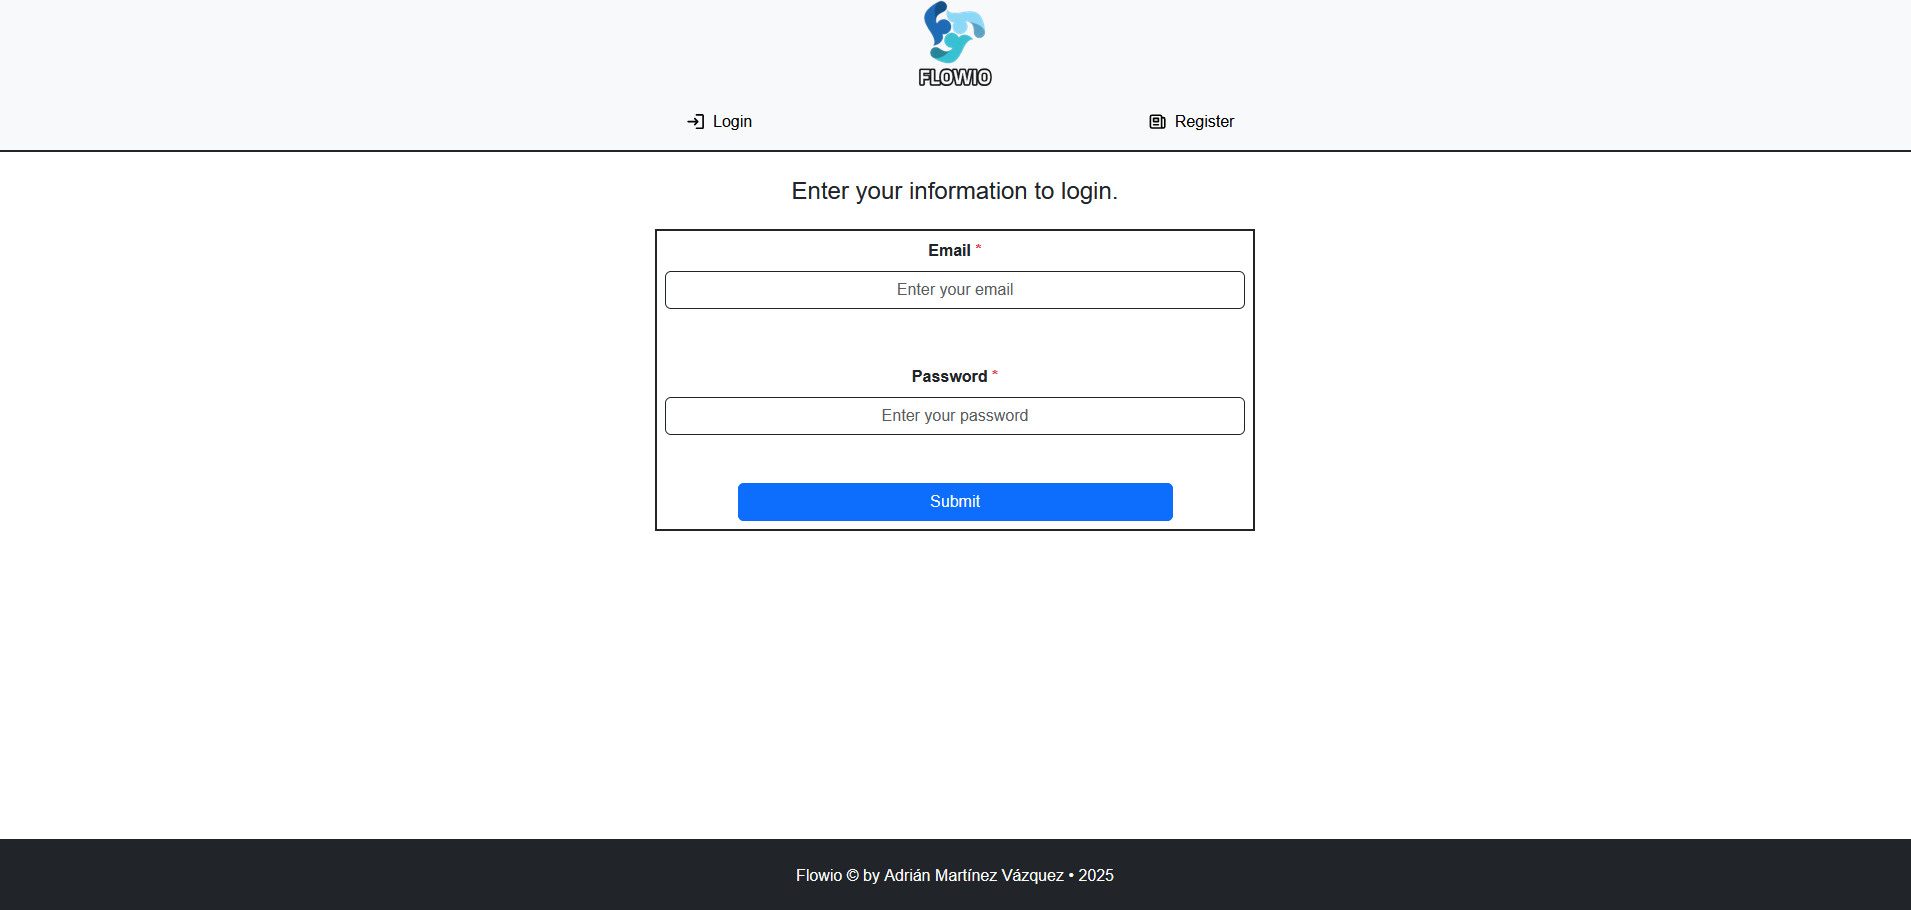 FLOWIO
Login
Register
Enter your information to login.
Email *
Enter your email
Password *
Enter your password
Submit
Flowio © by Adrián Martínez Vázquez • 2025